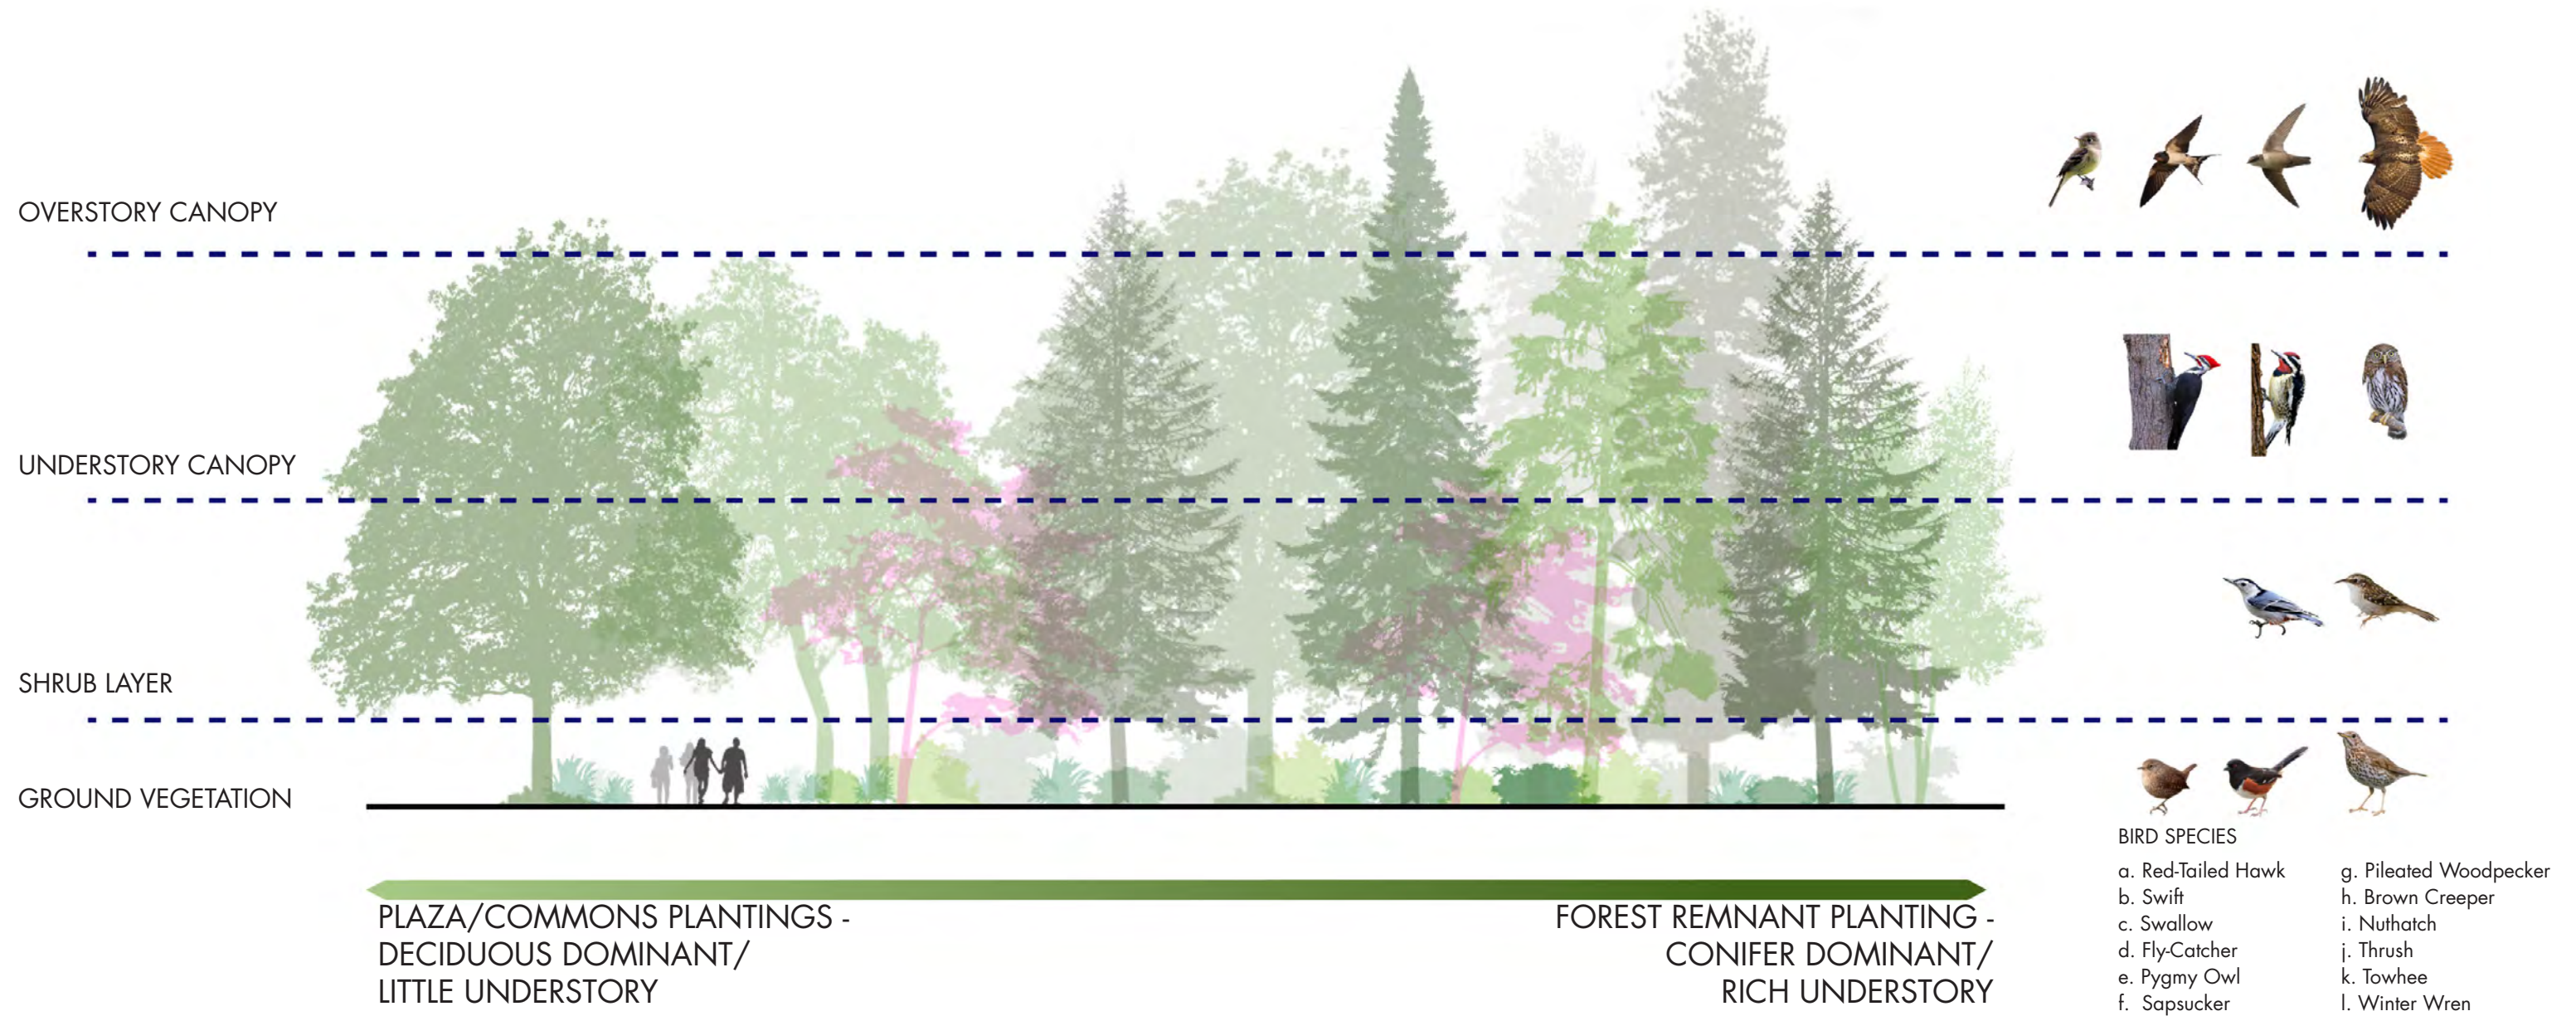 OVERSTORY CANOPY
UNDERSTORY CANOPY
SHRUB LAYER
GROUND VEGETATION
PLAZA/COMMONS PLANTINGS -
DECIDUOUS DOMINANT/
LITTLE UNDERSTORY
FOREST REMNANT PLANTING -
CONIFER DOMINANT/
RICH UNDERSTORY
BIRD SPECIES
a. Red-Tailed Hawk
b. Swift
c. Swallow
d. Fly-Catcher
e. Pygmy Owl
f. Sapsucker
g. Pileated Woodpecker
h. Brown Creeper
i. Nuthatch
j. Thrush
k. Towhee
l. Winter Wren